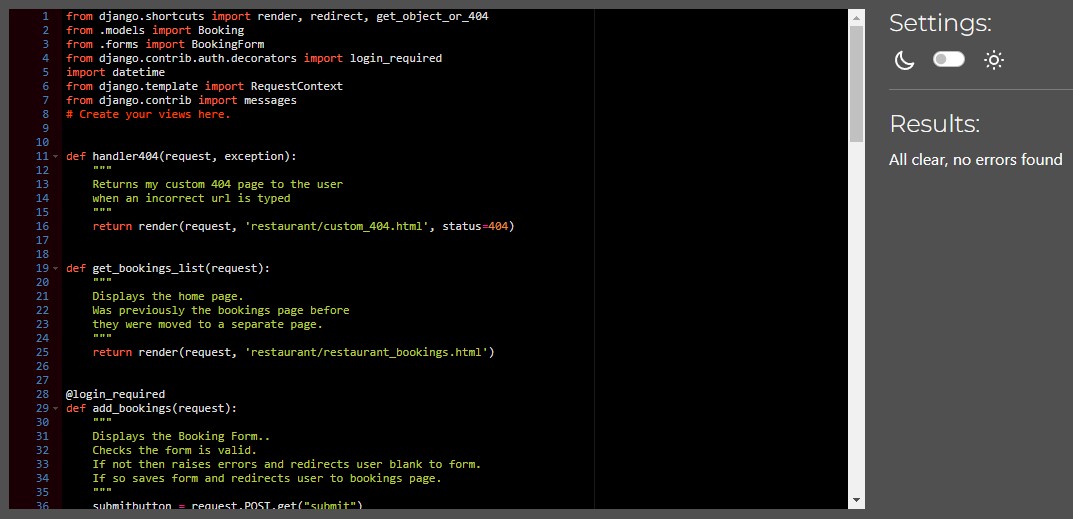 1 from django.shortcuts import render, redirect, get_object_or_404
2 from .models import Booking
3 from .forms import BookingForm
4 from django.contrib.auth.decorators import login_required
5 import datetime
6 from django.template import RequestContext
7 from django.contrib import messages
8 # Create your views here.
9
10
11 def handler404(request, exception):
12     """
13     Returns my custom 404 page to the user
14     when an incorrect url is typed
15     """
16     return render(request, 'restaurant/custom_404.html', status=404)
17
18
19 def get_bookings_list(request):
20     """
21     Displays the home page.
22     Was previously the bookings page before
23     they were moved to a separate page.
24     """
25     return render(request, 'restaurant/restaurant_bookings.html')
26
27
28 @login_required
29 def add_bookings(request):
30     """
31     Displays the Booking Form..
32     Checks the form is valid.
33     If not then raises errors and redirects user blank to form.
34     If so saves form and redirects user to bookings page.
35     """
36     submitbutton = request.POST.get("submit")
Settings:
Results:
All clear, no errors found